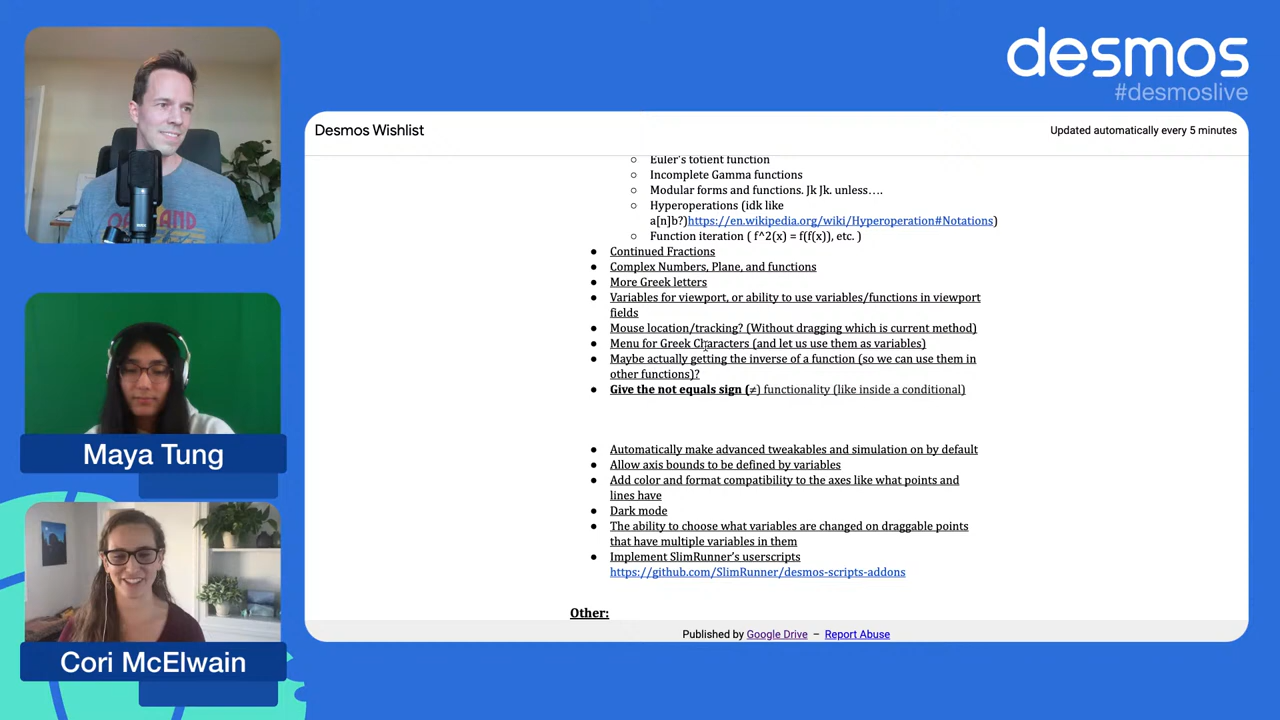 desmos
#desmoslive
Desmos Wishlist
Updated automatically every 5 minutes
○ Euler's totient function
○ Incomplete Gamma functions
○ Modular forms and functions. Jk Jk. unless….
○ Hyperoperations (idk like
a[n]b?)https://en.wikipedia.org/wiki/Hyperoperation#Notations)
○ Function iteration ( f^2(x) = f(f(x)), etc. )
● Continued Fractions
● Complex Numbers, Plane, and functions
● More Greek letters
● Variables for viewport, or ability to use variables/functions in viewport
fields
● Mouse location/tracking? (Without dragging which is current method)
● Menu for Greek Characters (and let us use them as variables)
● Maybe actually getting the inverse of a function (so we can use them in
other functions)?
● Give the not equals sign (≠) functionality (like inside a conditional)
● Automatically make advanced tweakables and simulation on by default
● Allow axis bounds to be defined by variables
● Add color and format compatibility to the axes like what points and
lines have
● Dark mode
● The ability to choose what variables are changed on draggable points
that have multiple variables in them
● Implement SlimRunner's userscripts
https://github.com/SlimRunner/desmos-scripts-addons
Other:
Published by Google Drive – Report Abuse
Maya Tung
Cori McElwain